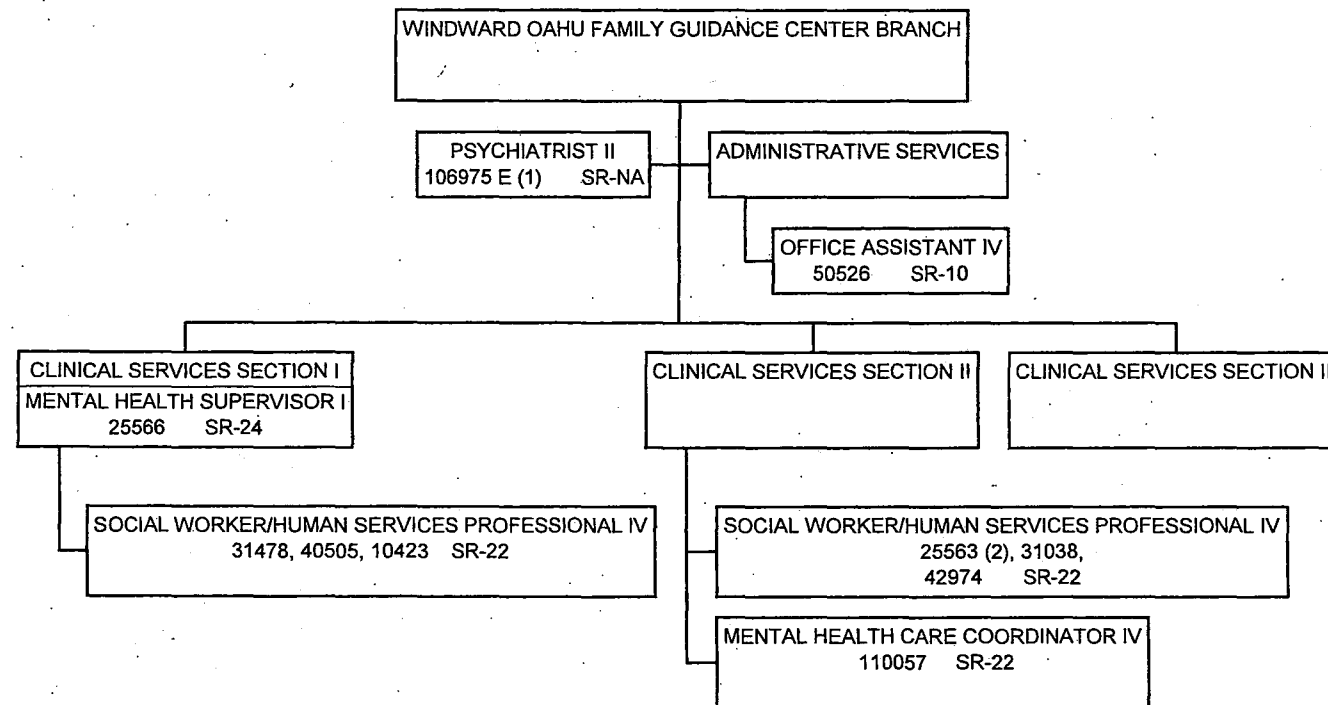 WINDWARD OAHU FAMILY GUIDANCE CENTER BRANCH
PSYCHIATRIST II
106975 E (1) SR-NA
ADMINISTRATIVE SERVICES
OFFICE ASSISTANT IV
50526 SR-10
CLINICAL SERVICES SECTION I
MENTAL HEALTH SUPERVISOR I
25566 SR-24
SOCIAL WORKER/HUMAN SERVICES PROFESSIONAL IV
31478, 40505, 10423 SR-22
CLINICAL SERVICES SECTION II
SOCIAL WORKER/HUMAN SERVICES PROFESSIONAL IV
25563 (2), 31038,
42974 SR-22
MENTAL HEALTH CARE COORDINATOR IV
110057 SR-22
CLINICAL SERVICES SECTION